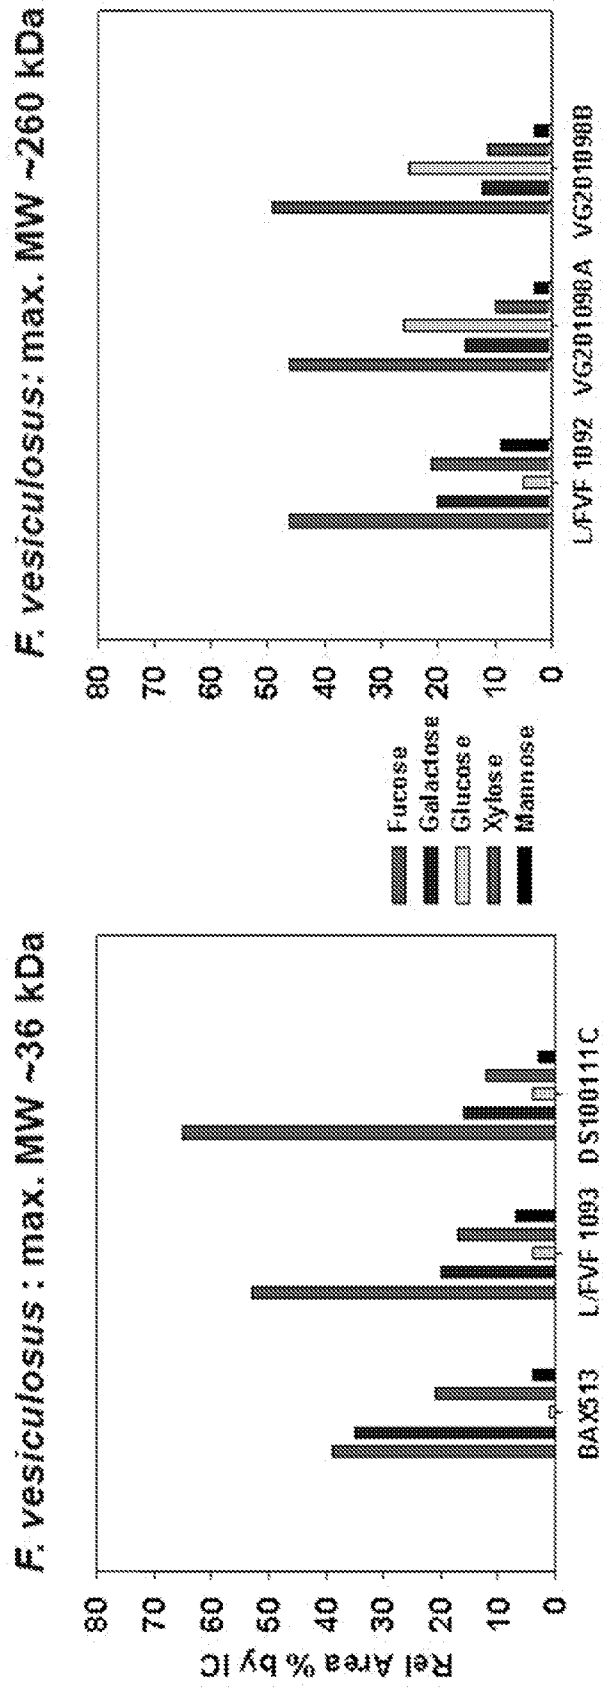 F. vesiculosus : max. MW ~36 kDa
Rel Area % by IC
80
70
60
50
40
30
20
10
0
BAX513 L/FVF 1093 DS100111C
Fucose
Galactose
Glucose
Xylose
Mannose
F. vesiculosus: max. MW ~260 kDa
80
70
60
50
40
30
20
10
0
L/FVF 1092 VG201098A VG201098B